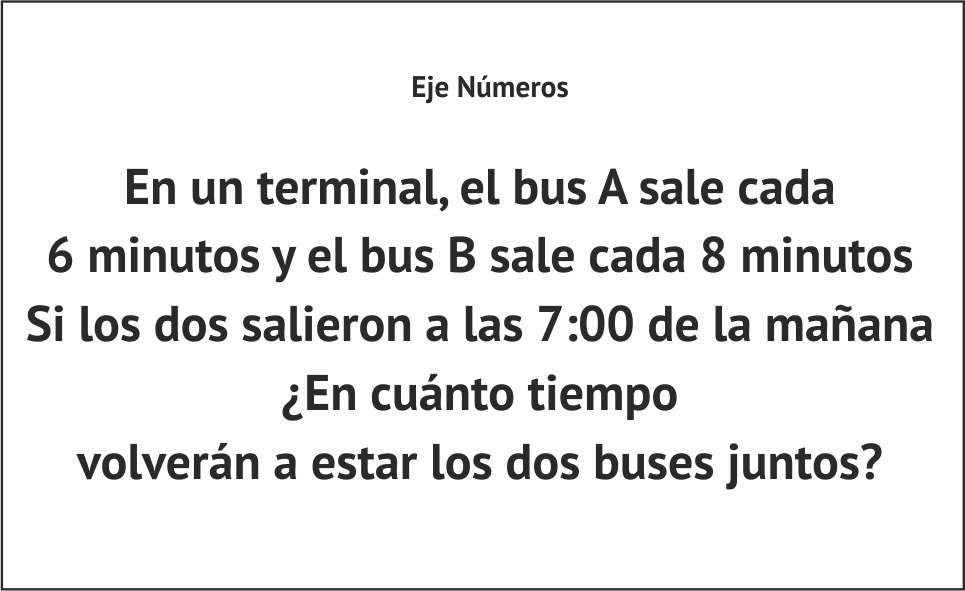 Eje Números
En un terminal, el bus A sale cada
6 minutos y el bus B sale cada 8 minutos
Si los dos salieron a las 7:00 de la mañana
¿En cuánto tiempo
volverán a estar los dos buses juntos?